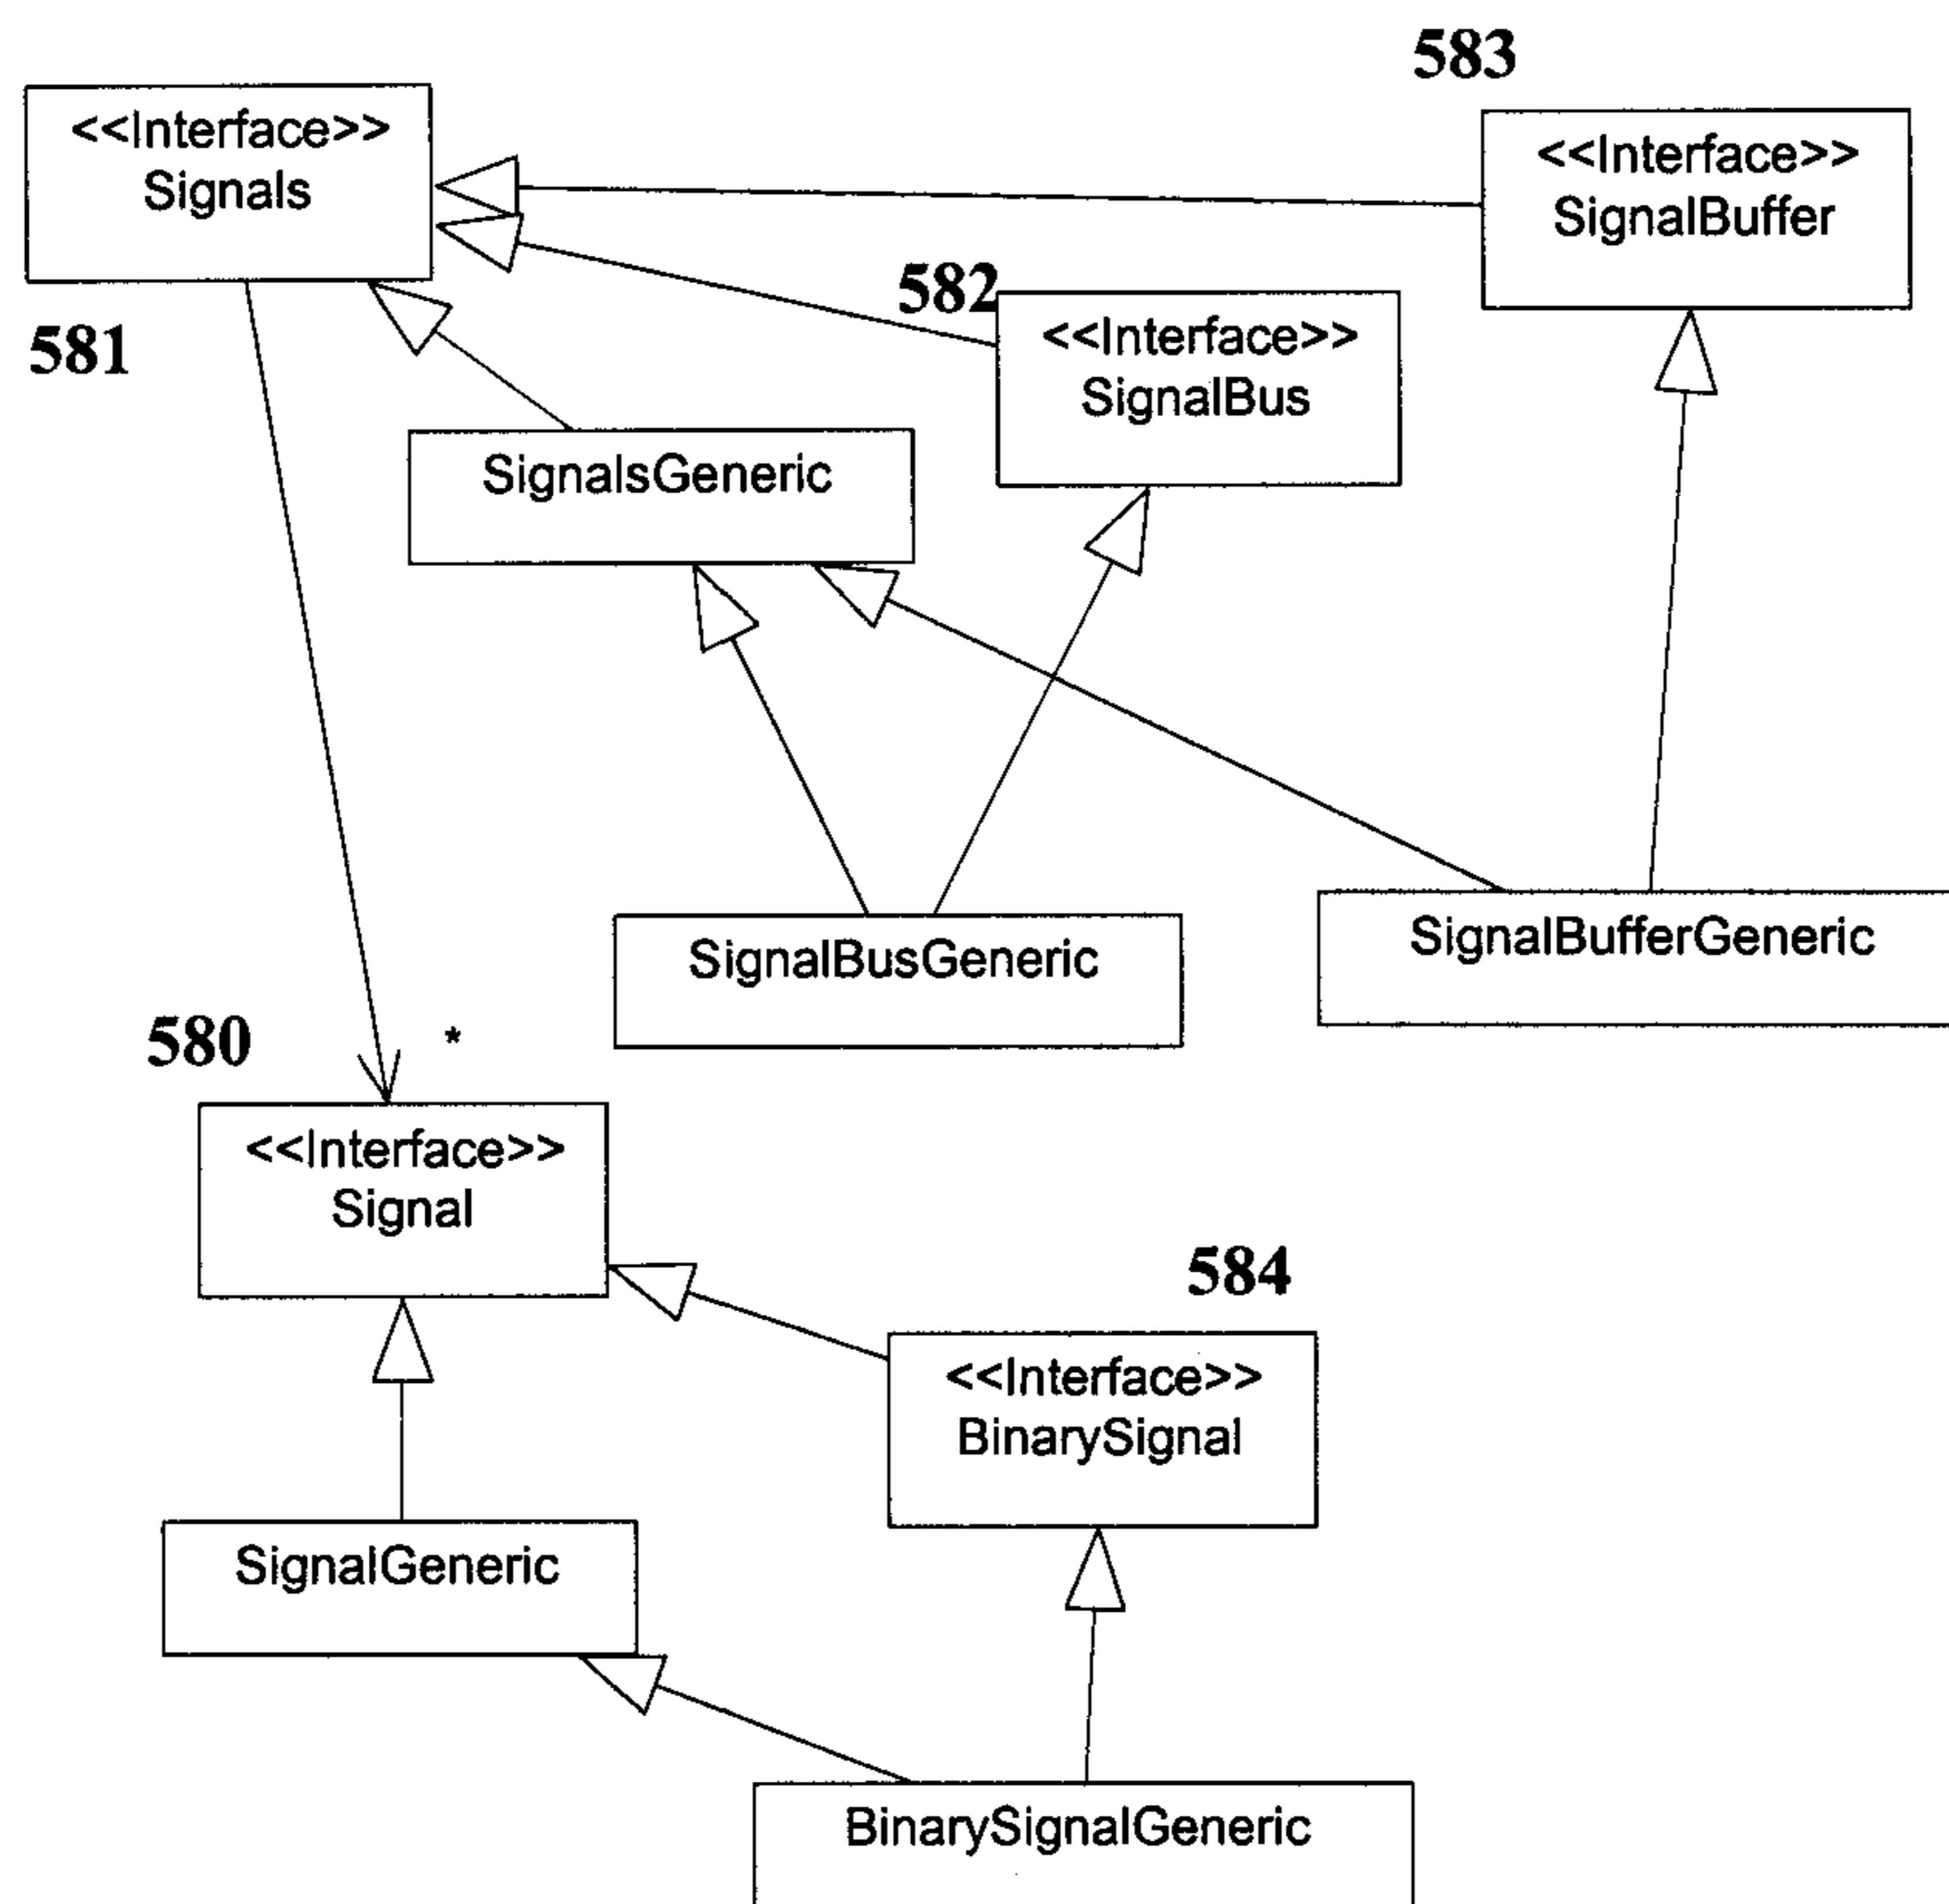 583
<<Interface>>
Signals
<<Interface>>
SignalBuffer
582
<<Interface>>
SignalBus
581
SignalsGeneric
SignalBusGeneric
SignalBufferGeneric
580
*
<<Interface>>
Signal
584
<<Interface>>
BinarySignal
SignalGeneric
BinarySignalGeneric